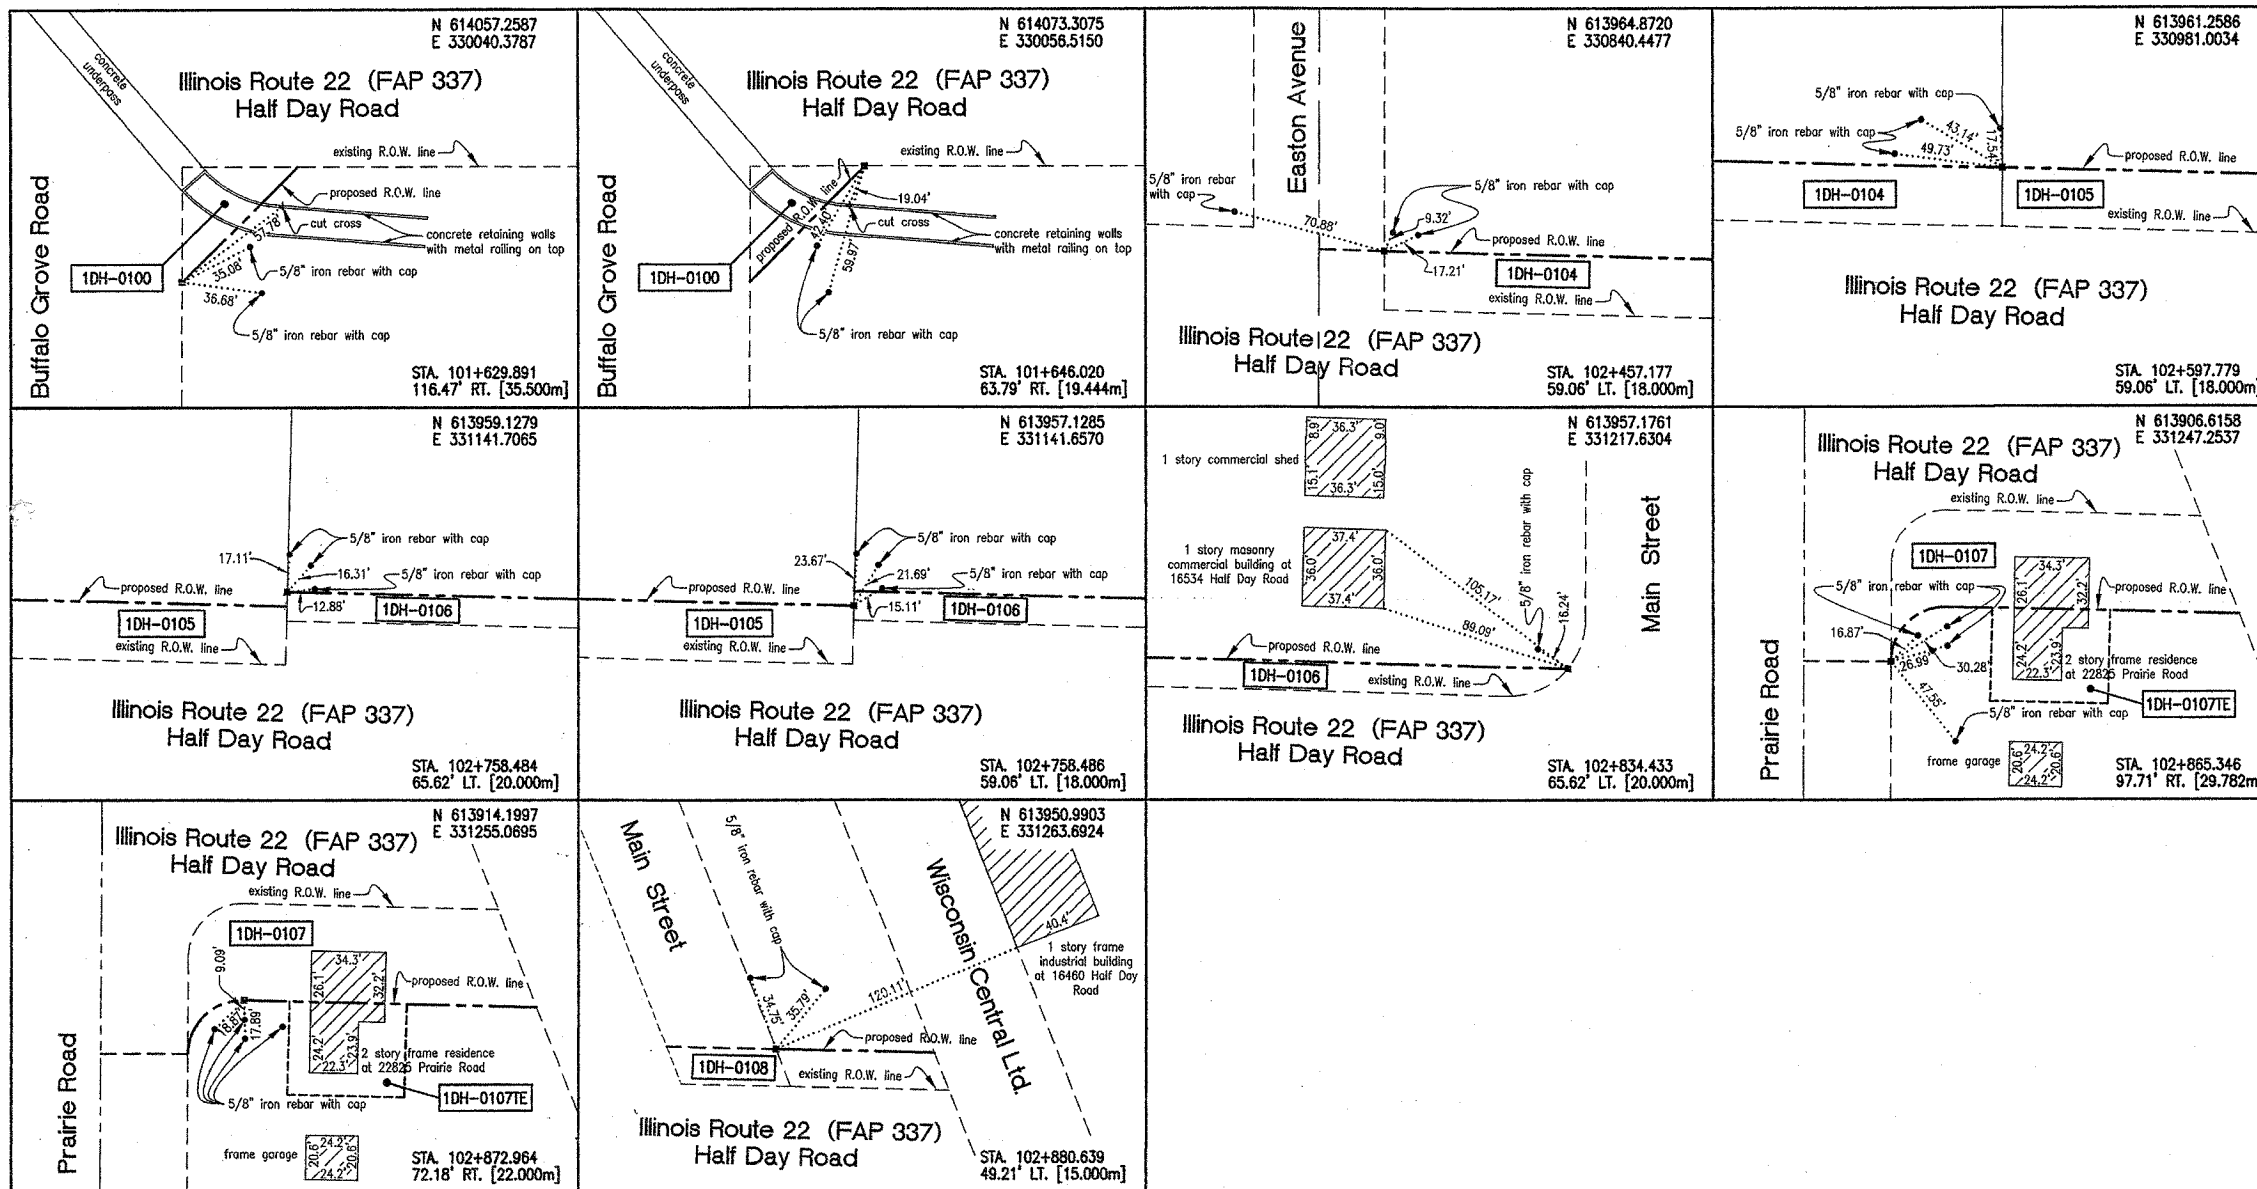 N 614057.2587
E 330040.3787
concrete
underpass
Illinois Route 22 (FAP 337)
Half Day Road
existing R.O.W. line
proposed R.O.W. line
cut cross
concrete retaining walls
with metal railing on top
57.78'
35.08'
36.68'
1DH-0100
5/8" iron rebar with cap
5/8" iron rebar with cap
Buffalo Grove Road
STA. 101+629.891
116.47' RT. [35.500m]
N 614073.3075
E 330056.5150
concrete
underpass
Illinois Route 22 (FAP 337)
Half Day Road
existing R.O.W. line
proposed R.O.W. line
19.04'
cut cross
42.40'
59.97'
concrete retaining walls
with metal railing on top
1DH-0100
5/8" iron rebar with cap
Buffalo Grove Road
STA. 101+646.020
63.79' RT. [19.444m]
N 613964.8720
E 330840.4477
Easton Avenue
5/8" iron rebar
with cap
5/8" iron rebar with cap
70.88'
9.32'
proposed R.O.W. line
17.21'
1DH-0104
existing R.O.W. line
Illinois Route 22 (FAP 337)
Half Day Road
STA. 102+457.177
59.06' LT. [18.000m]
N 613961.2586
E 330981.0034
5/8" iron rebar with cap
5/8" iron rebar with cap
43.14'
49.73'
17.54'
proposed R.O.W. line
1DH-0104
1DH-0105
existing R.O.W. line
Illinois Route 22 (FAP 337)
Half Day Road
STA. 102+597.779
59.06' LT. [18.000m]
N 613959.1279
E 331141.7065
5/8" iron rebar with cap
17.11'
16.31'
5/8" iron rebar with cap
proposed R.O.W. line
12.88'
1DH-0106
1DH-0105
existing R.O.W. line
Illinois Route 22 (FAP 337)
Half Day Road
STA. 102+758.484
65.62' LT. [20.000m]
N 613957.1285
E 331141.6570
5/8" iron rebar with cap
23.67'
21.69'
5/8" iron rebar with cap
proposed R.O.W. line
15.11'
1DH-0106
1DH-0105
existing R.O.W. line
Illinois Route 22 (FAP 337)
Half Day Road
STA. 102+758.486
59.06' LT. [18.000m]
N 613957.1761
E 331217.6304
8.9'
36.3'
9.0'
1 story commercial shed
15.1'
36.3'
15.0'
5/8" iron rebar with cap
Main Street
37.4'
1 story masonry
commercial building at
16534 Half Day Road
36.0'
36.0'
37.4'
105.17'
89.09'
16.24'
proposed R.O.W. line
1DH-0106
existing R.O.W. line
Illinois Route 22 (FAP 337)
Half Day Road
STA. 102+834.433
65.62' LT. [20.000m]
N 613906.6158
E 331247.2537
Illinois Route 22 (FAP 337)
Half Day Road
existing R.O.W. line
1DH-0107
5/8" iron rebar with cap
34.3'
26.1'
32.2'
proposed R.O.W. line
16.87'
26.99'
30.28'
24.2'
23.9'
22.3'
2 story frame residence
at 22825 Prairie Road
47.55'
1DH-0107TE
5/8" iron rebar with cap
Prairie Road
frame garage
24.2'
20.6'
20.6'
24.2'
STA. 102+865.346
97.71' RT. [29.782m]
N 613914.1997
E 331255.0695
Illinois Route 22 (FAP 337)
Half Day Road
existing R.O.W. line
1DH-0107
9.09'
34.3'
26.1'
32.2'
proposed R.O.W. line
18.87'
17.89'
24.2'
23.9'
22.3'
2 story frame residence
at 22825 Prairie Road
1DH-0107TE
5/8" iron rebar with cap
Prairie Road
frame garage
24.2'
20.6'
20.6'
24.2'
STA. 102+872.964
72.18' RT. [22.000m]
N 613950.9903
E 331263.6924
Main Street
5/8" iron rebar with cap
Wisconsin Central Ltd.
40.4'
1 story frame
industrial building
at 16460 Half Day
Road
34.75'
35.79'
120.11'
proposed R.O.W. line
1DH-0108
existing R.O.W. line
Illinois Route 22 (FAP 337)
Half Day Road
STA. 102+880.639
49.21' LT. [15.000m]